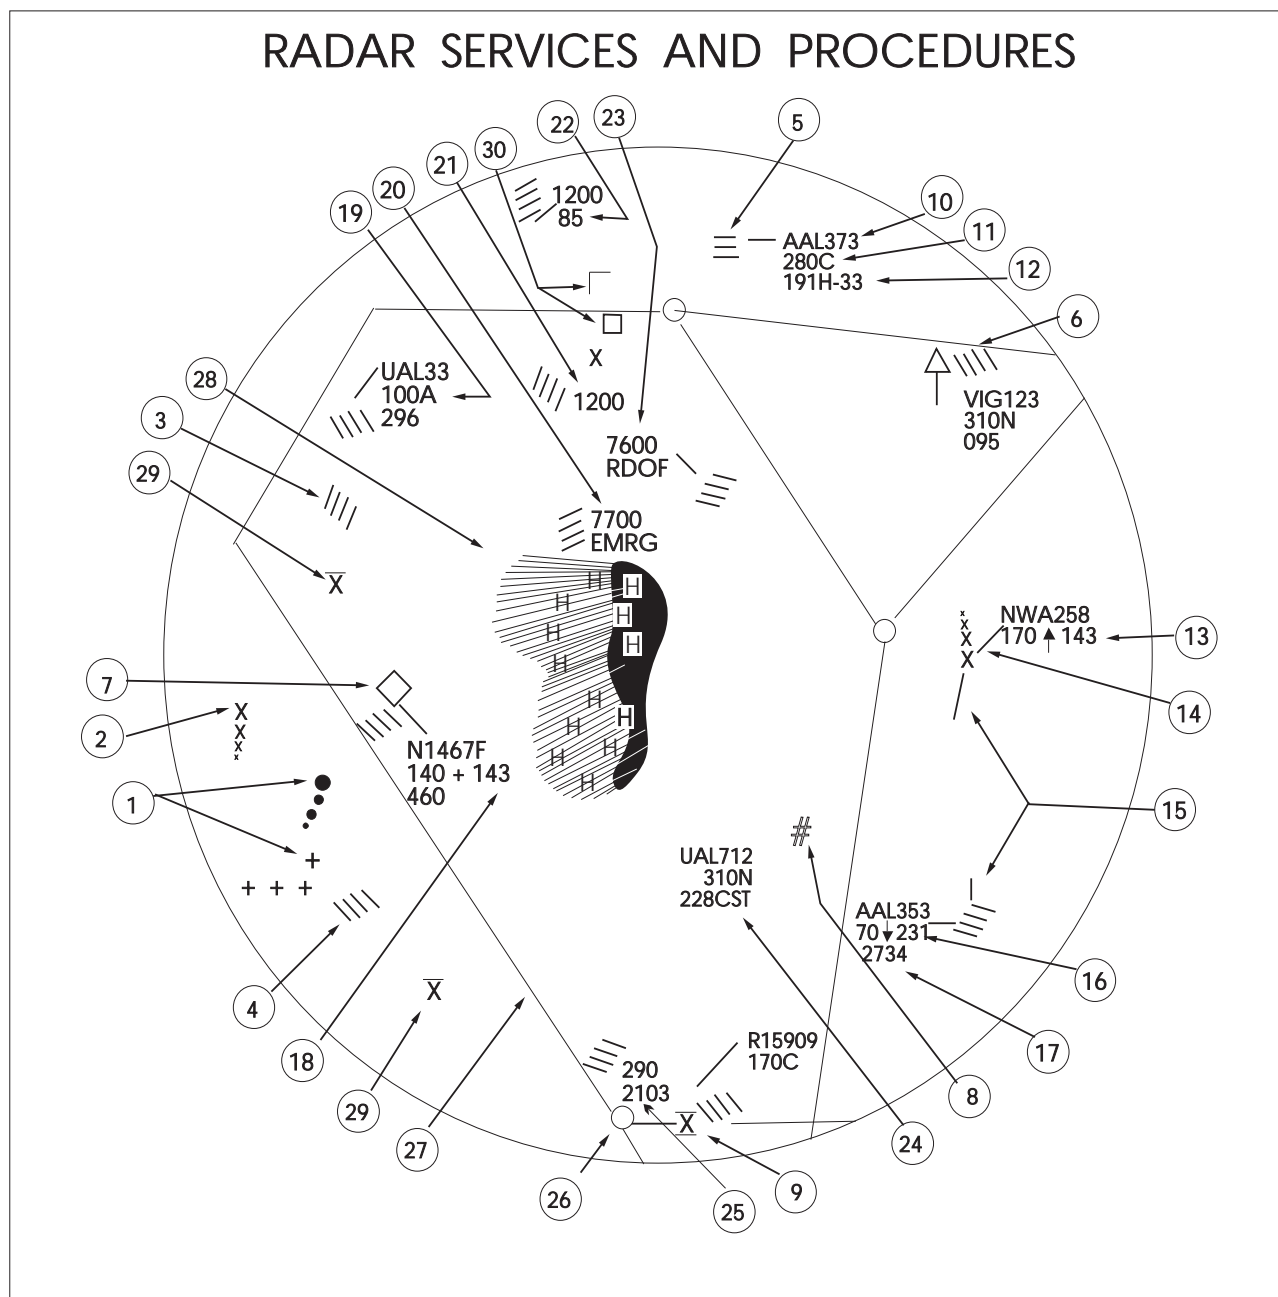 RADAR SERVICES AND PROCEDURES
23
22
5
30
21
20
19
1200
85
10
AAL373
280C
191H-33
11
12
6
28
UAL33
100A
296
X
1200
VIG123
310N
095
3
7600
RDOF
29
7700
EMRG
X
H
H
H
H
H
H
H
H
H
H
H
H
H
X
X
X
X
NWA258
170 143
13
7
14
2
X
X
X
X
N1467F
140 + 143
460
1
+
+ + +
15
#
UAL712
310N
228CST
AAL353
70 231
2734
16
4
X
18
17
R15909
170C
290
2103
8
29
X
27
24
26
9
25